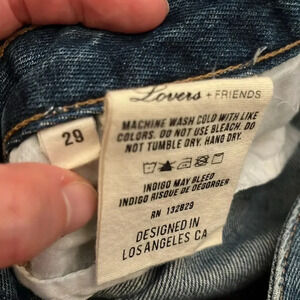 Lovers + FRIENDS
29
MACHINE WASH COLD WITH LIKE
COLORS. DO NOT USE BLEACH. DO
NOT TUMBLE DRY. HANG DRY.
INDIGO MAY BLEED
INDIGO RISQUE DE DÉGORGER
RN 132829
DESIGNED IN
LOS ANGELES CA